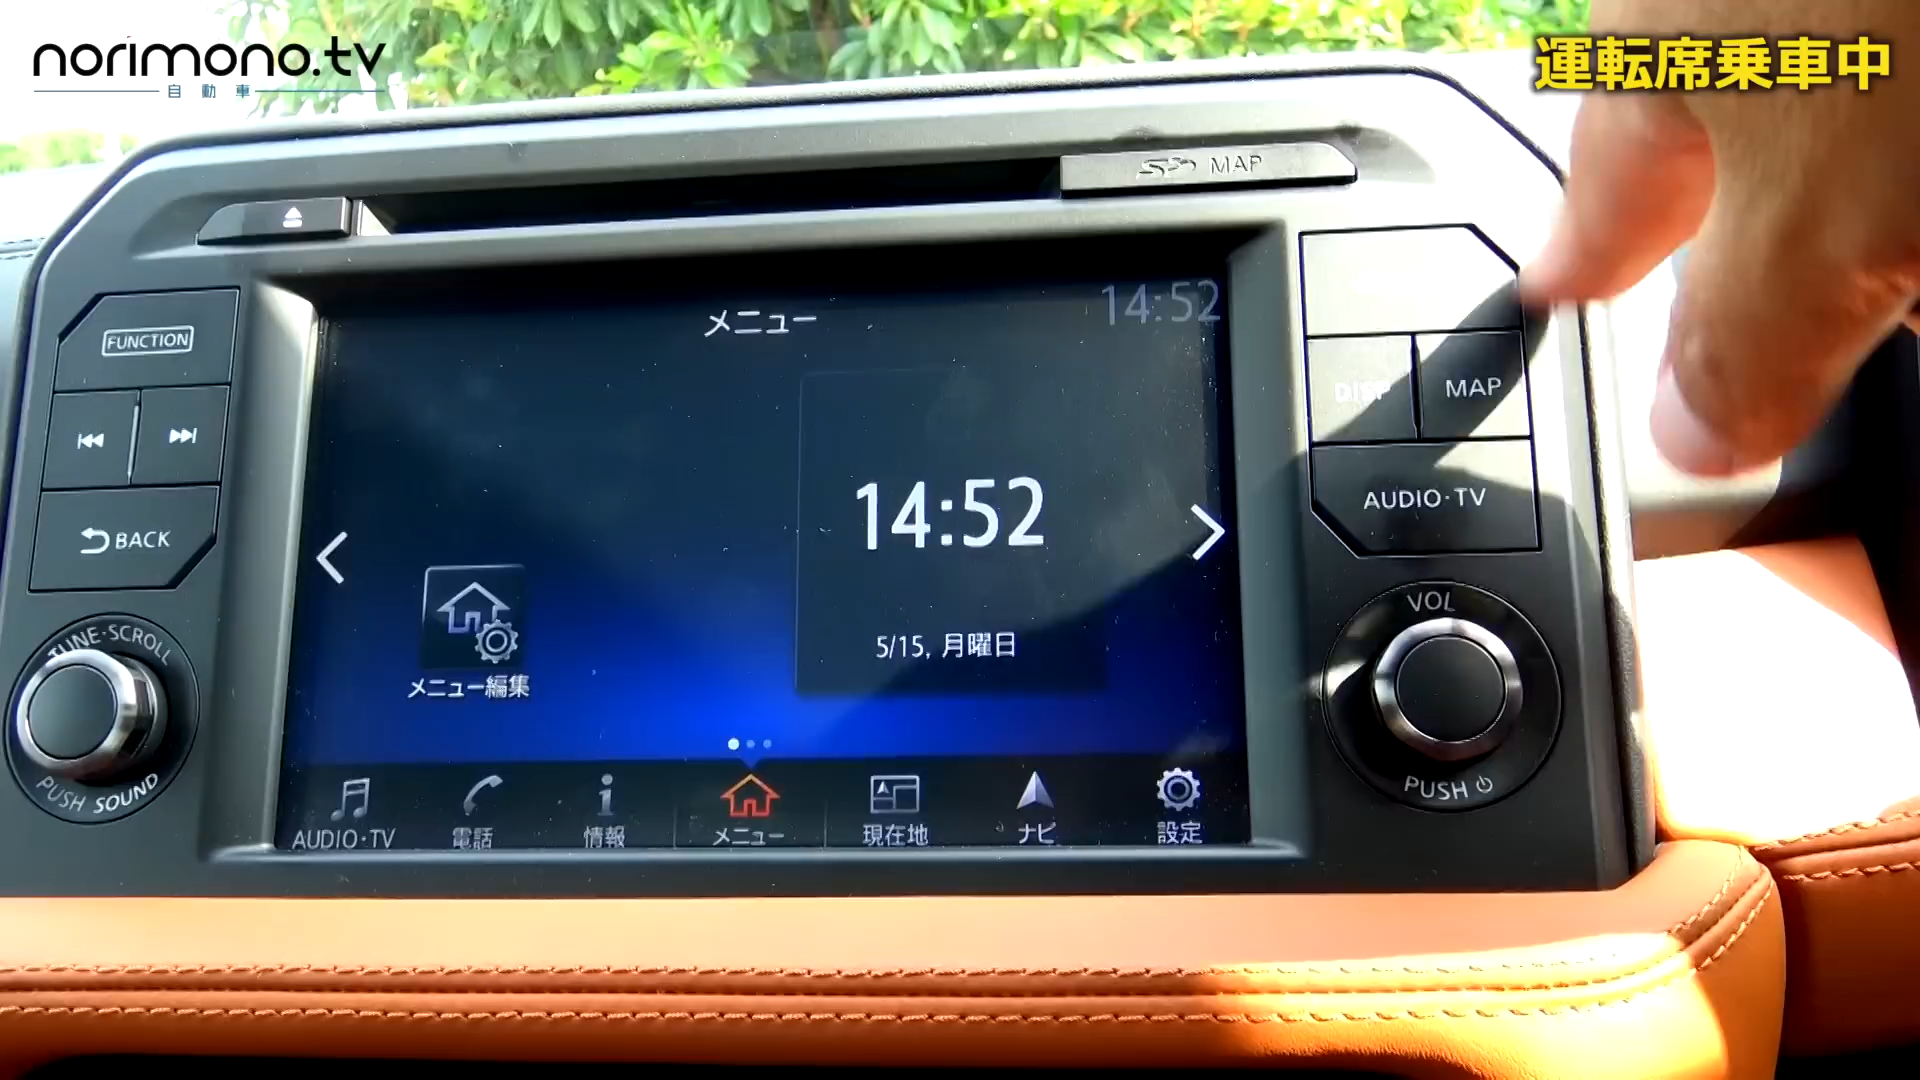 norimono.tv
自動車
運転席乗車中
MAP
FUNCTION
BACK
TUNE·SCROLL
PUSH SOUND
メニュー
14:52
14:52
5/15, 月曜日
メニュー編集
AUDIO·TV
電話
情報
メニュー
現在地
ナビ
設定
DISP
MAP
AUDIO·TV
VOL
PUSH